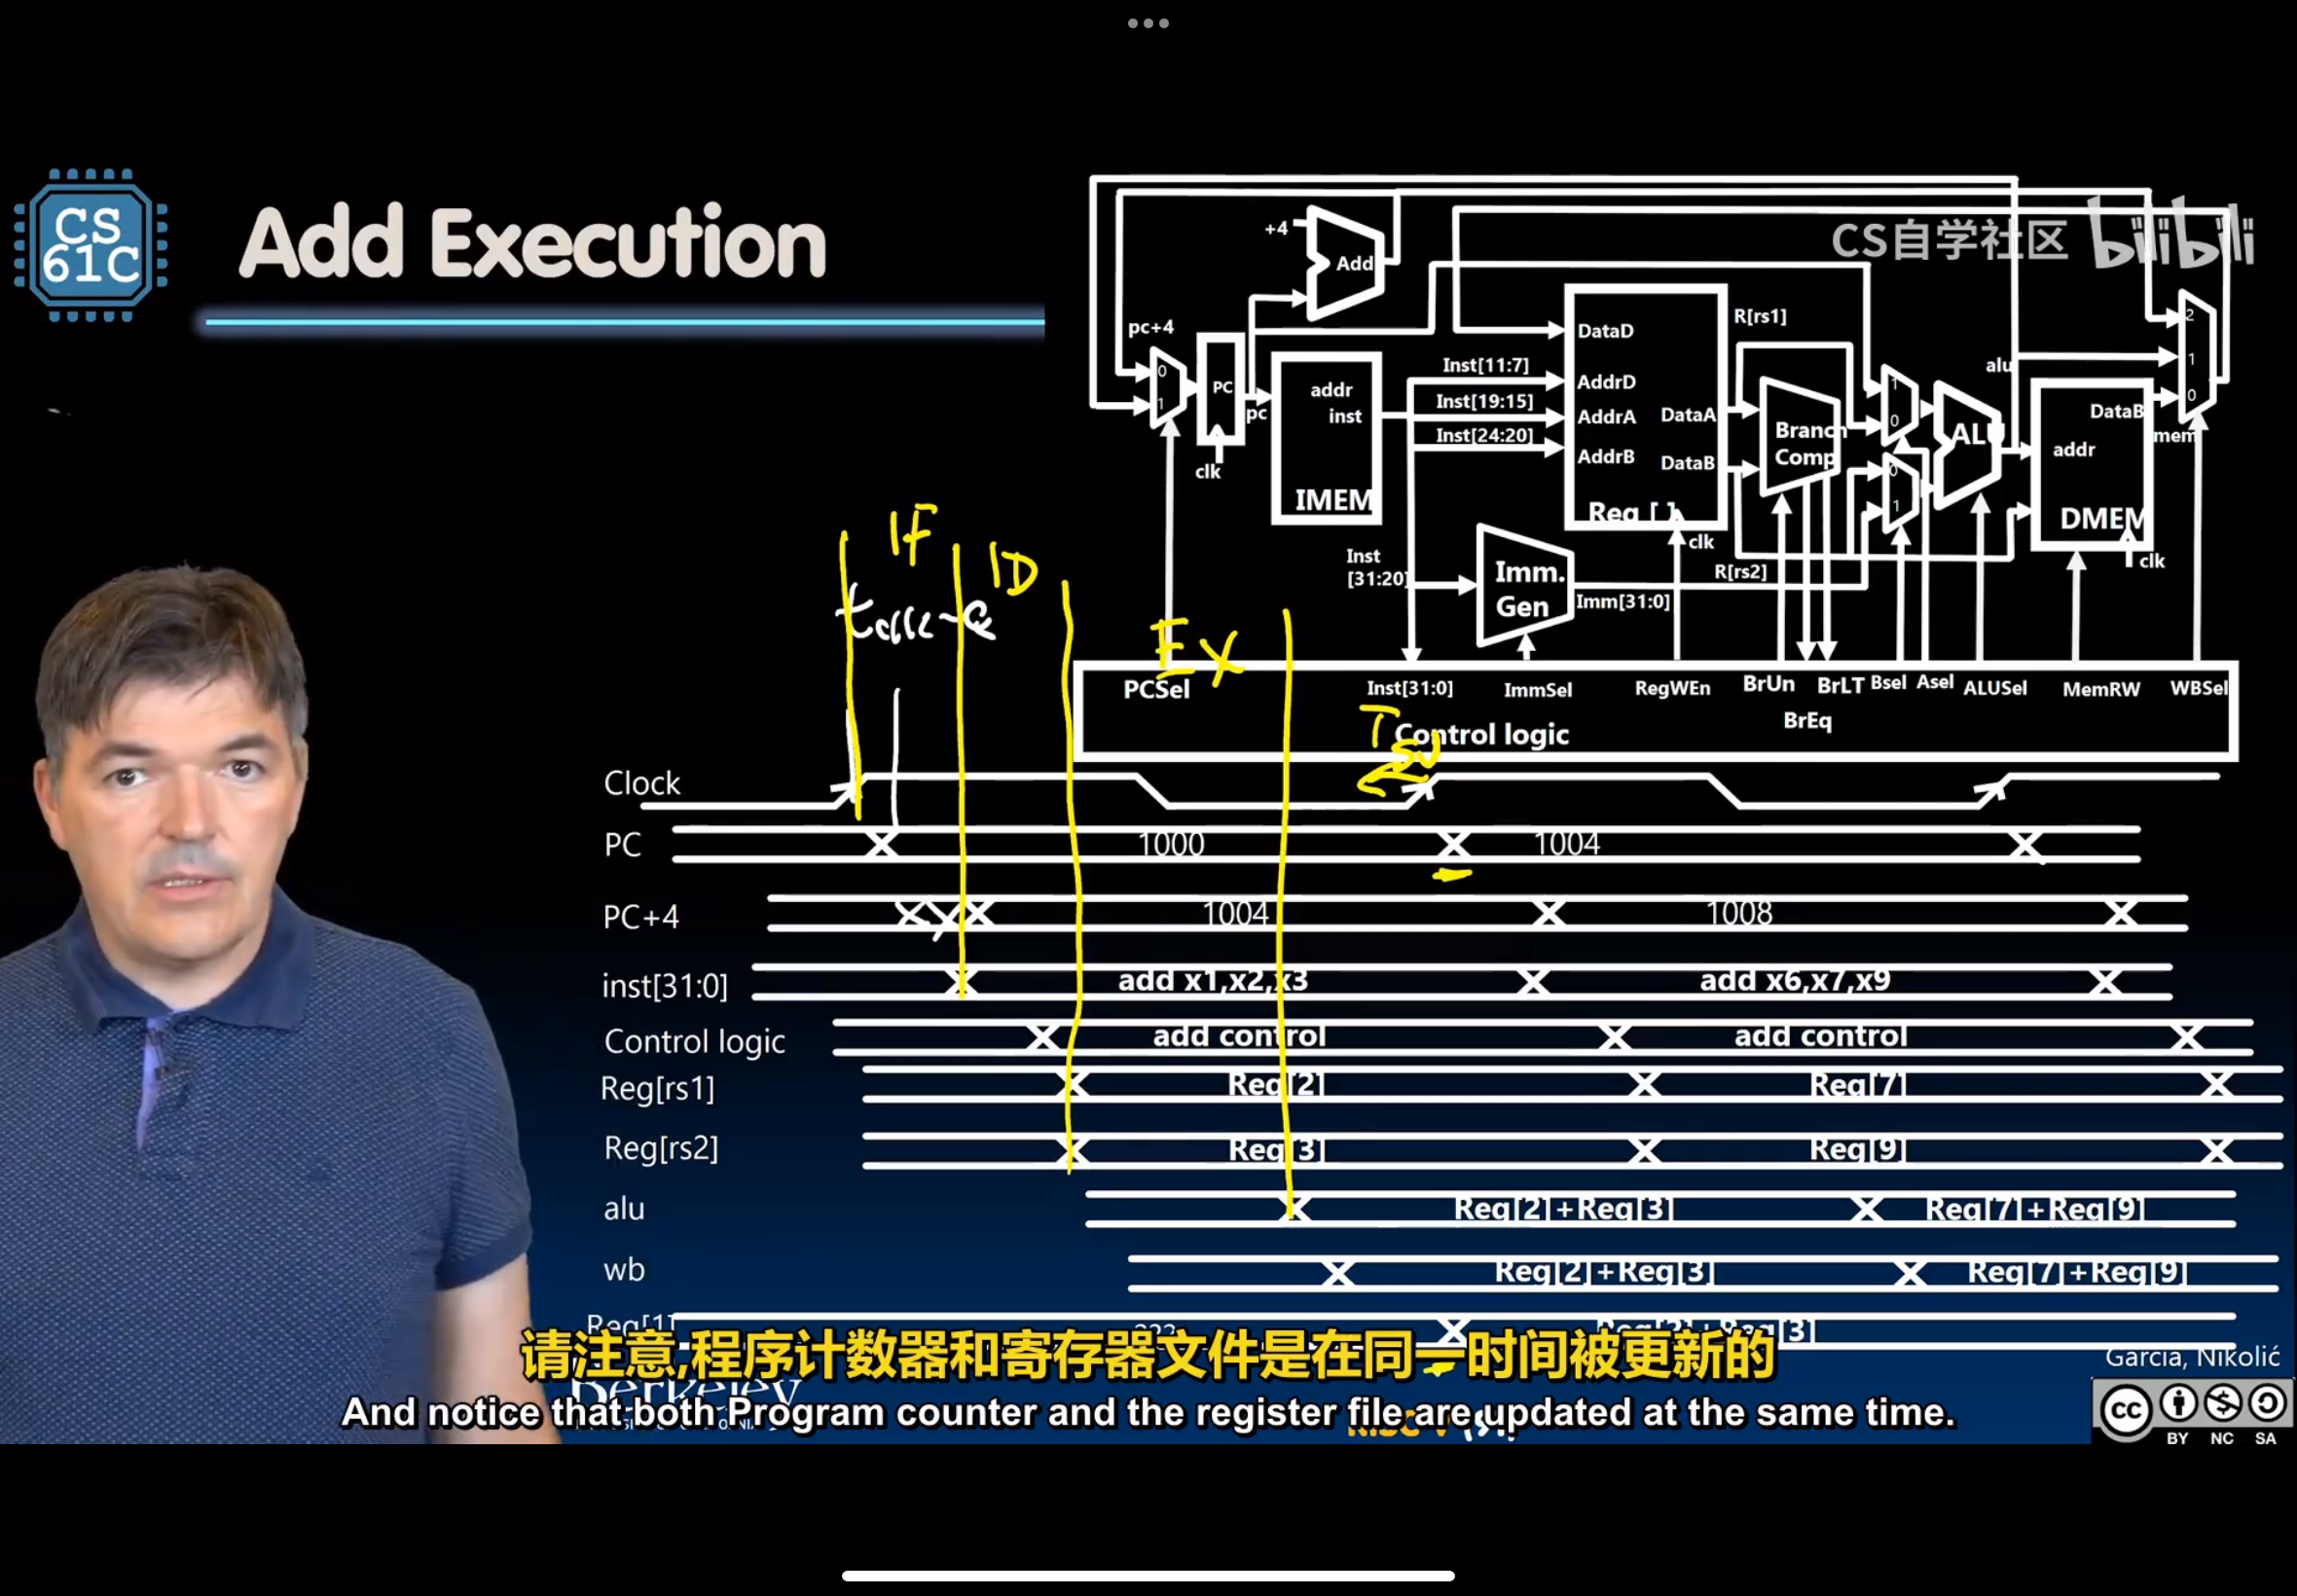 CS
61C
Add Execution
CS自学社区 bilibili
+4
Add
pc+4
0
1
PC
pc
clk
addr
inst
IMEM
Inst[11:7]
Inst[19:15]
Inst[24:20]
DataD
AddrD
AddrA
AddrB
DataA
DataB
Reg [ ]
clk
R[rs1]
R[rs2]
Branch
Comp
1
0
0
1
ALU
alu
addr
DataB
DMEM
clk
mem
2
1
0
Inst
[31:20]
Imm.
Gen
Imm[31:0]
IF
ID
tclk-Q
EX
PCSel
Inst[31:0]
ImmSel
RegWEn
BrUn
BrEq
BrLT
Bsel
Asel
ALUSel
MemRW
WBSel
Control logic
Tsu
Clock
PC 1000 1004
PC+4 1004 1008
inst[31:0] add x1,x2,x3 add x6,x7,x9
Control logic add control add control
Reg[rs1] Reg[2] Reg[7]
Reg[rs2] Reg[3] Reg[9]
alu Reg[2]+Reg[3] Reg[7]+Reg[9]
wb Reg[2]+Reg[3] Reg[7]+Reg[9]
Reg[1] ??? Reg[2]+Reg[3]
请注意,程序计数器和寄存器文件是在同一时间被更新的
Garcia, Nikolić
Berkeley
And notice that both Program counter and the register file are updated at the same time.
cc
BY NC SA